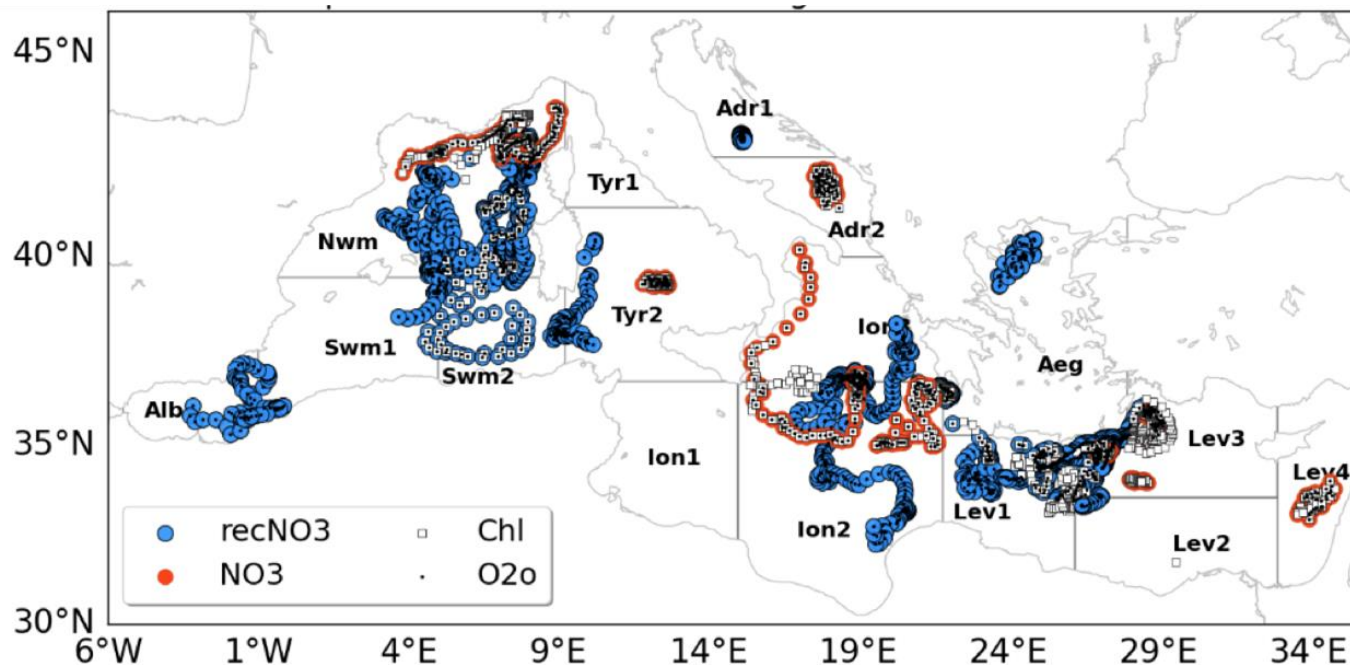 45°N
Adr1
Tyr1
Adr2
Nwm
40°N
Tyr2
Ion
Swm1
Aeg
Swm2
Alb
35°N
Lev3
Ion1
Lev4
Lev1
Ion2
Lev2
recNO3
Chl
NO3
O2o
30°N
6°W 1°W 4°E 9°E 14°E 19°E 24°E 29°E 34°E